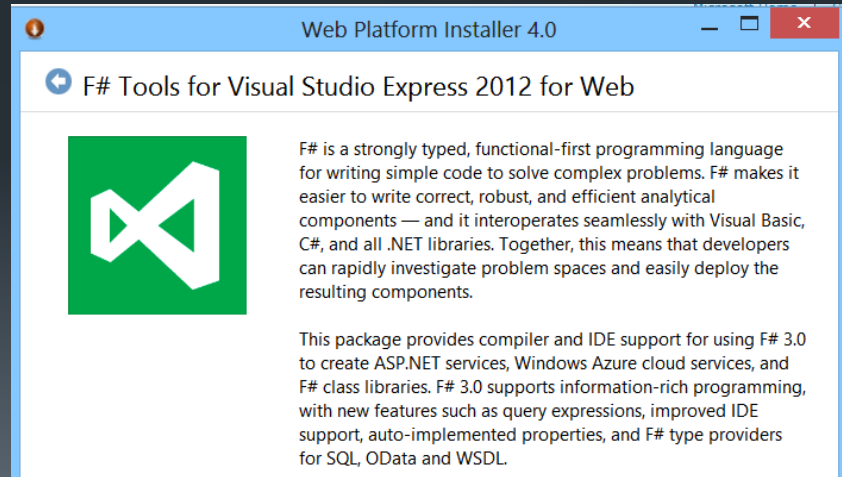 Web Platform Installer 4.0
F# Tools for Visual Studio Express 2012 for Web
F# is a strongly typed, functional-first programming language
for writing simple code to solve complex problems. F# makes it
easier to write correct, robust, and efficient analytical
components — and it interoperates seamlessly with Visual Basic,
C#, and all .NET libraries. Together, this means that developers
can rapidly investigate problem spaces and easily deploy the
resulting components.
This package provides compiler and IDE support for using F# 3.0
to create ASP.NET services, Windows Azure cloud services, and
F# class libraries. F# 3.0 supports information-rich programming,
with new features such as query expressions, improved IDE
support, auto-implemented properties, and F# type providers
for SQL, OData and WSDL.